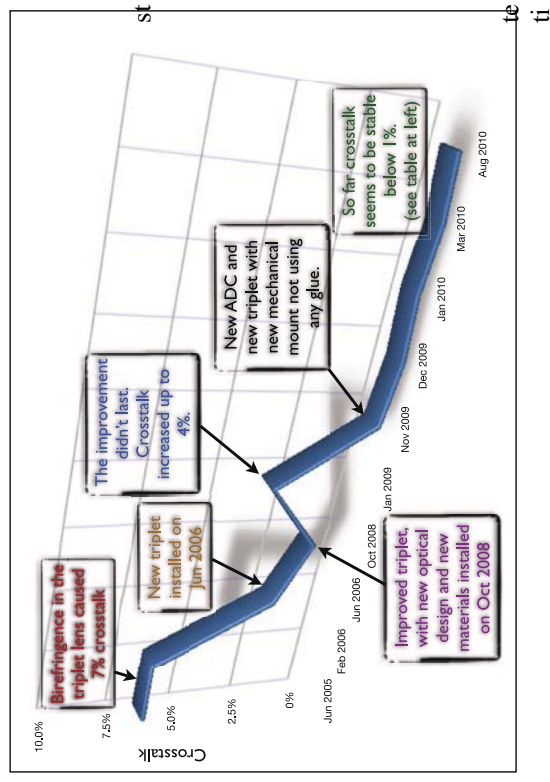 st
te
ti
Birefringence in the
triplet lens caused
7% crosstalk
New triplet
installed on
Jun 2006
The improvement
didn't last.
Crosstalk
increased up to
4%.
New ADC and
new triplet with
new mechanical
mount not using
any glue.
So far crosstalk
seems to be stable
below 1%.
(see table at left)
Improved triplet,
with new optical
design and new
materials installed
on Oct 2008
Crosstalk
10.0%
7.5%
5.0%
2.5%
0%
Jun 2005
Feb 2006
Jun 2006
Oct 2008
Jan 2009
Nov 2009
Dec 2009
Jan 2010
Mar 2010
Aug 2010